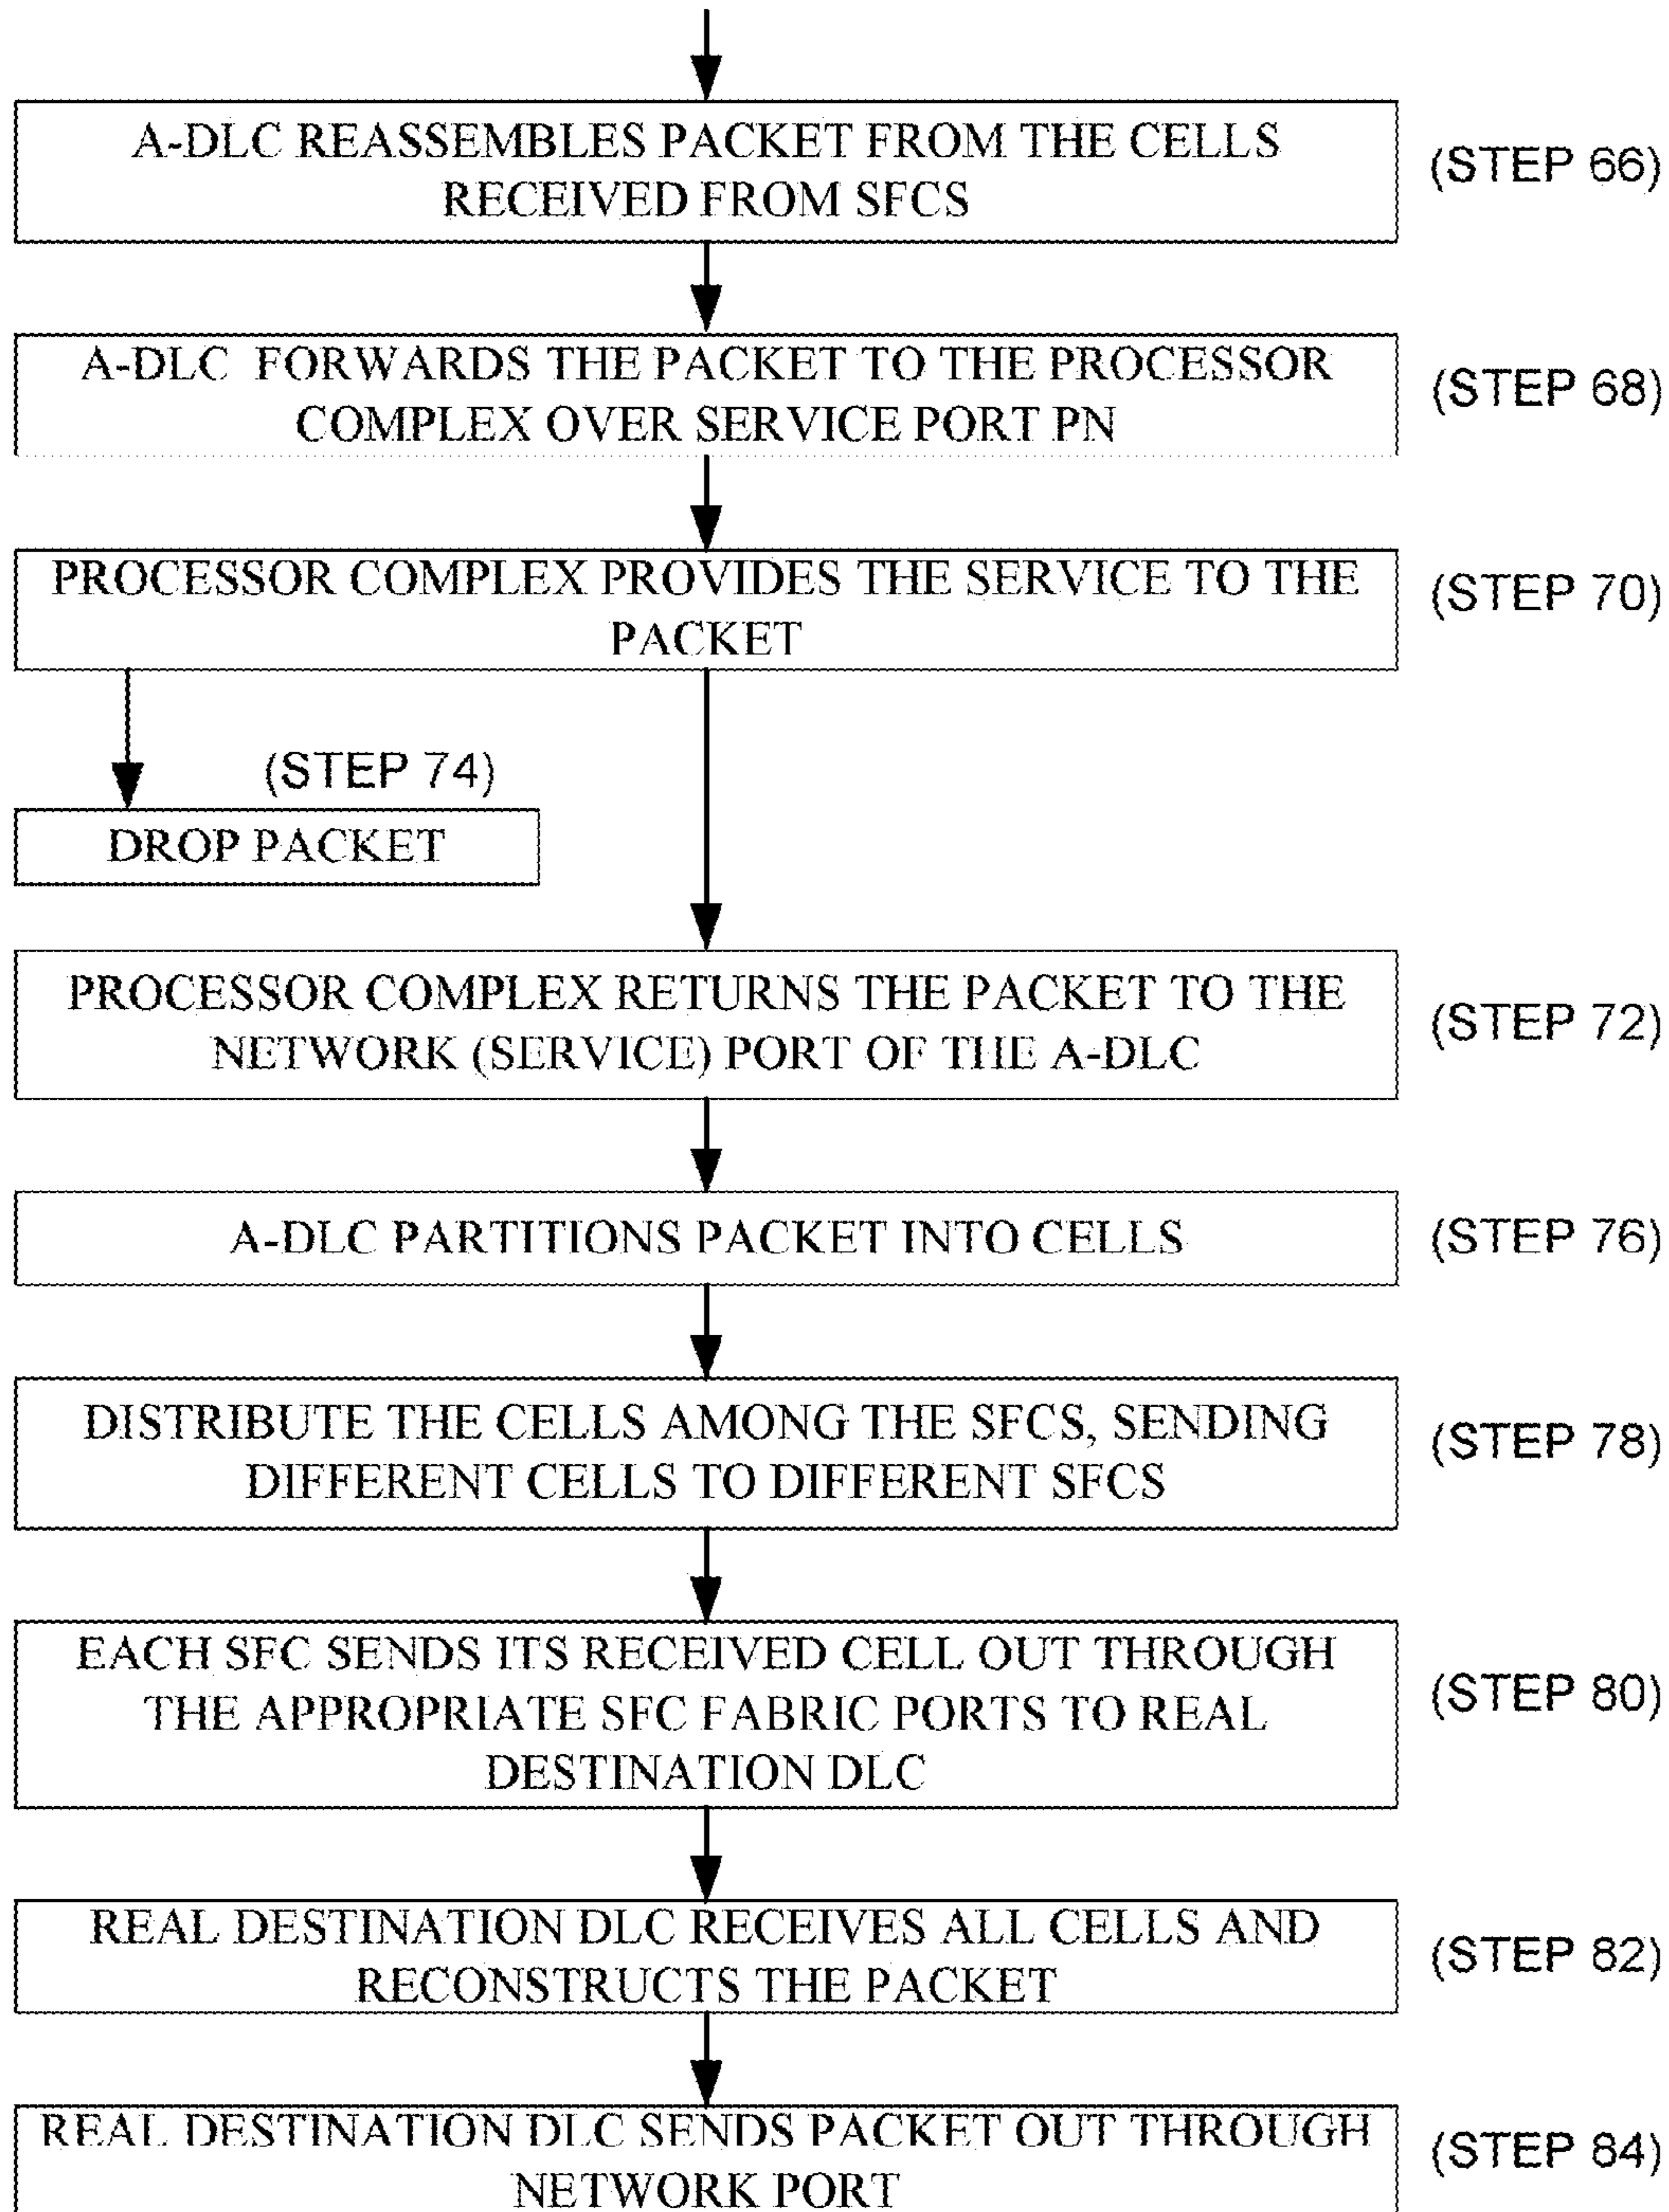 A-DLC REASSEMBLES PACKET FROM THE CELLS
RECEIVED FROM SFCS
(STEP 66)
A-DLC FORWARDS THE PACKET TO THE PROCESSOR
COMPLEX OVER SERVICE PORT PN
(STEP 68)
PROCESSOR COMPLEX PROVIDES THE SERVICE TO THE
PACKET
(STEP 70)
(STEP 74)
DROP PACKET
PROCESSOR COMPLEX RETURNS THE PACKET TO THE
NETWORK (SERVICE) PORT OF THE A-DLC
(STEP 72)
A-DLC PARTITIONS PACKET INTO CELLS
(STEP 76)
DISTRIBUTE THE CELLS AMONG THE SFCS, SENDING
DIFFERENT CELLS TO DIFFERENT SFCS
(STEP 78)
EACH SFC SENDS ITS RECEIVED CELL OUT THROUGH
THE APPROPRIATE SFC FABRIC PORTS TO REAL
DESTINATION DLC
(STEP 80)
REAL DESTINATION DLC RECEIVES ALL CELLS AND
RECONSTRUCTS THE PACKET
(STEP 82)
REAL DESTINATION DLC SENDS PACKET OUT THROUGH
NETWORK PORT
(STEP 84)